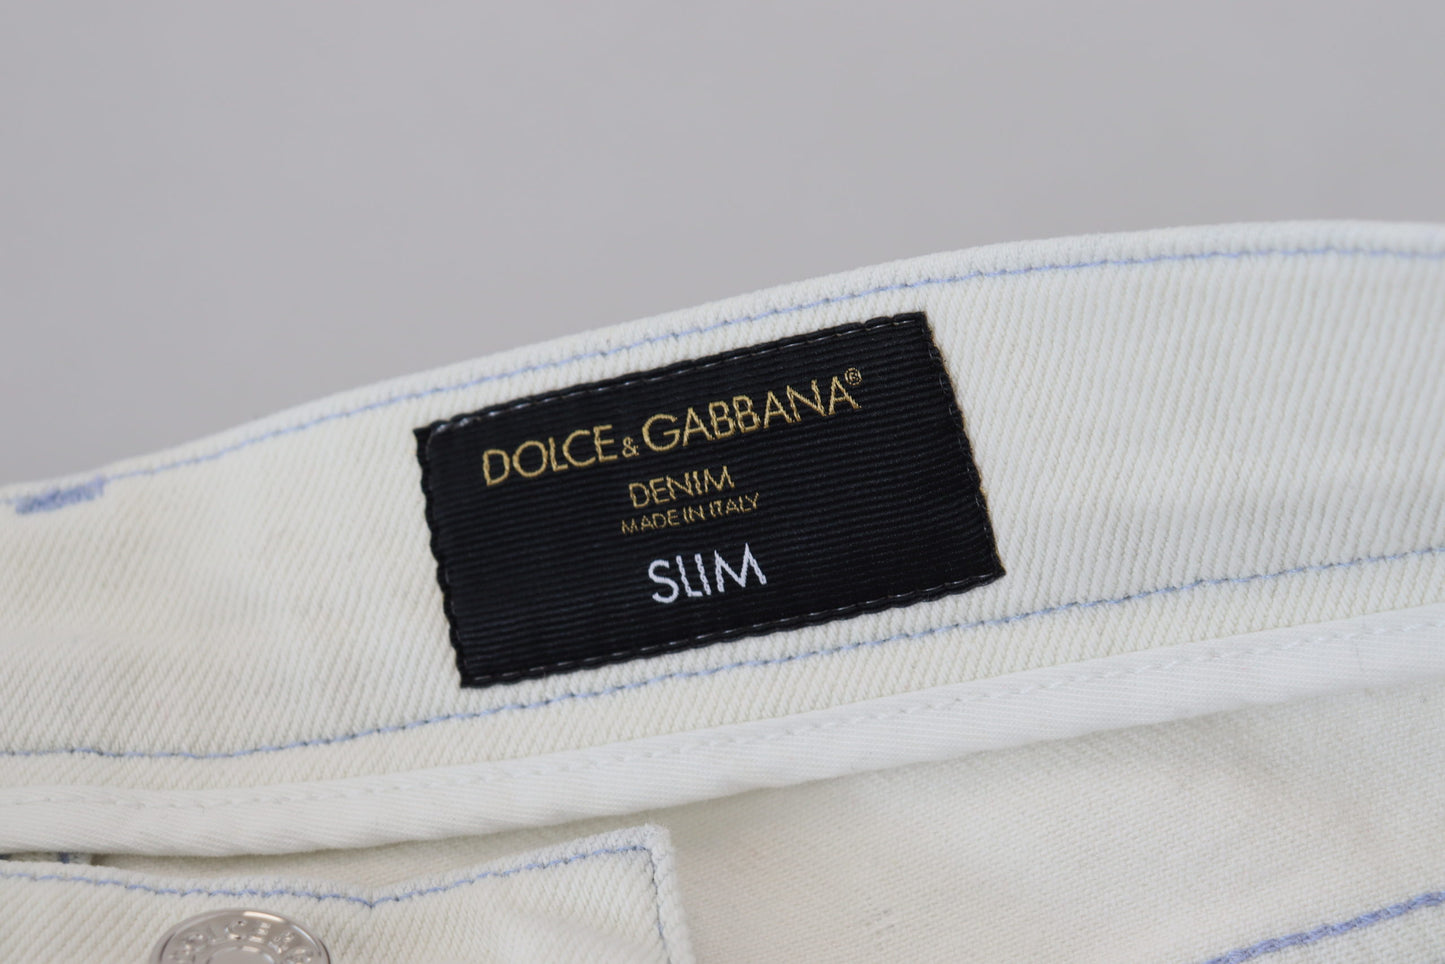 DOLCE & GABBANA®
DENIM
MADE IN ITALY
SLIM